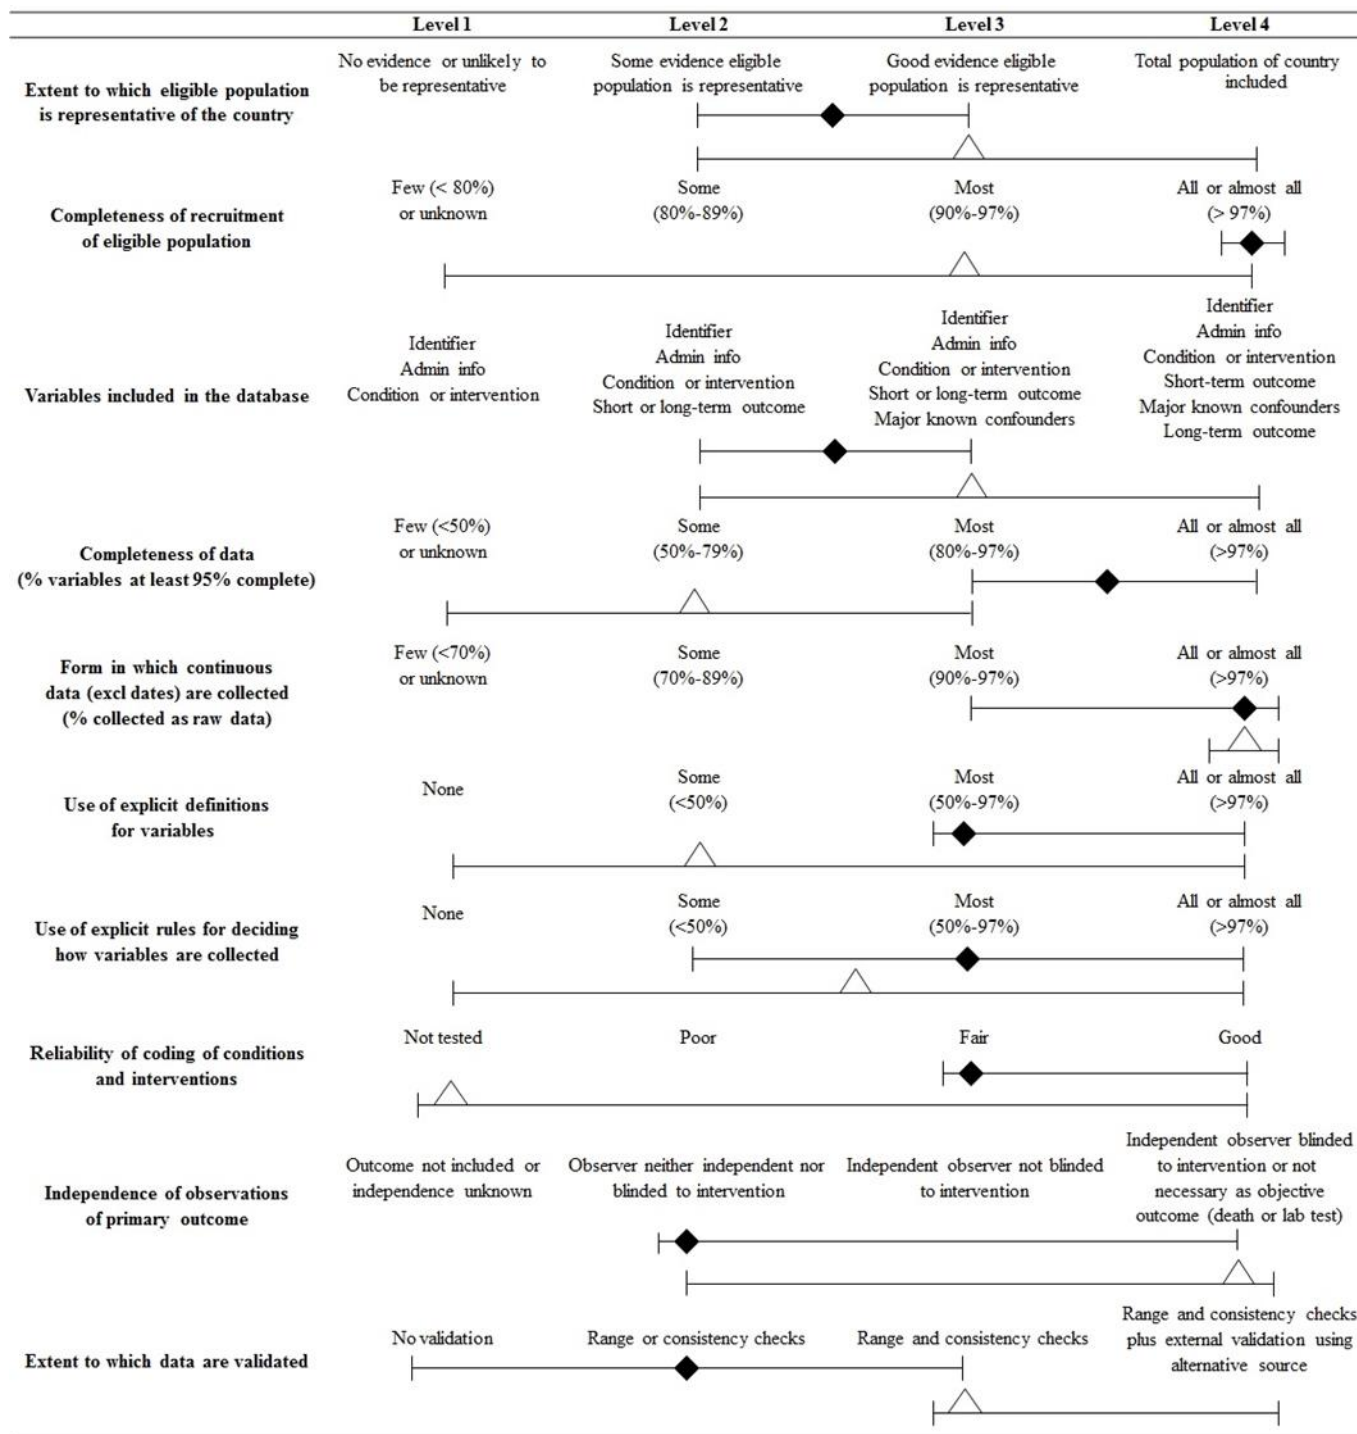 Level 1 Level 2 Level 3 Level 4
Extent to which eligible population
is representative of the country
No evidence or unlikely to
be representative
Some evidence eligible
population is representative
Good evidence eligible
population is representative
Total population of country
included
Completeness of recruitment
of eligible population
Few (< 80%)
or unknown
Some
(80%-89%)
Most
(90%-97%)
All or almost all
(> 97%)
Variables included in the database
Identifier
Admin info
Condition or intervention
Identifier
Admin info
Condition or intervention
Short or long-term outcome
Identifier
Admin info
Condition or intervention
Short or long-term outcome
Major known confounders
Identifier
Admin info
Condition or intervention
Short-term outcome
Major known confounders
Long-term outcome
Completeness of data
(% variables at least 95% complete)
Few (<50%)
or unknown
Some
(50%-79%)
Most
(80%-97%)
All or almost all
(>97%)
Form in which continuous
data (excl dates) are collected
(% collected as raw data)
Few (<70%)
or unknown
Some
(70%-89%)
Most
(90%-97%)
All or almost all
(>97%)
Use of explicit definitions
for variables
None
Some
(<50%)
Most
(50%-97%)
All or almost all
(>97%)
Use of explicit rules for deciding
how variables are collected
None
Some
(<50%)
Most
(50%-97%)
All or almost all
(>97%)
Reliability of coding of conditions
and interventions
Not tested
Poor
Fair
Good
Independence of observations
of primary outcome
Outcome not included or
independence unknown
Observer neither independent nor
blinded to intervention
Independent observer not blinded
to intervention
Independent observer blinded
to intervention or not
necessary as objective
outcome (death or lab test)
Extent to which data are validated
No validation
Range or consistency checks
Range and consistency checks
Range and consistency checks
plus external validation using
alternative source